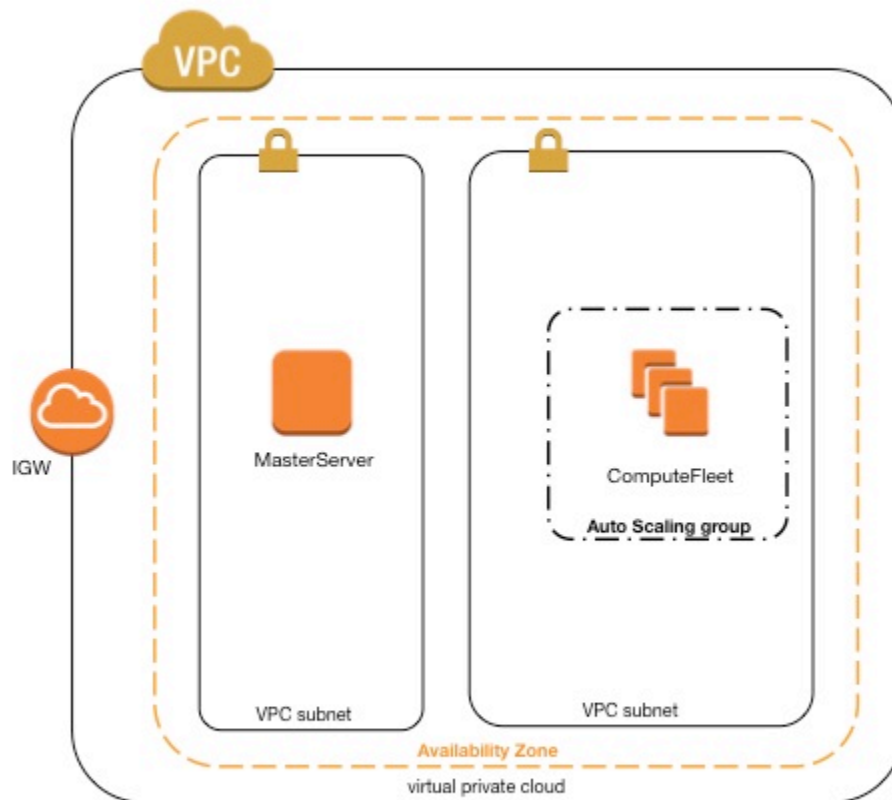 VPC
IGW
MasterServer
ComputeFleet
Auto Scaling group
VPC subnet
VPC subnet
Availability Zone
virtual private cloud